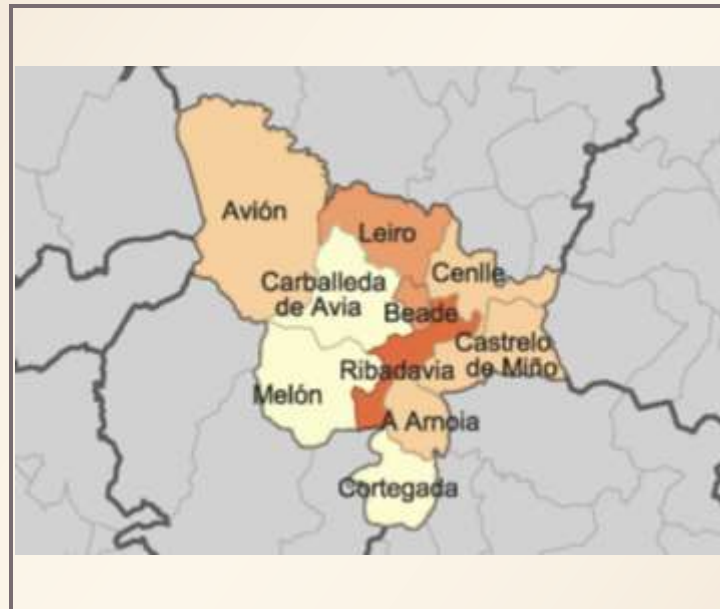 Avión
Leiro
Cenlle
Carballeda
de Avia
Beade
Castrelo
de Miño
Ribadavia
Melón
A Arnoia
Cortegada